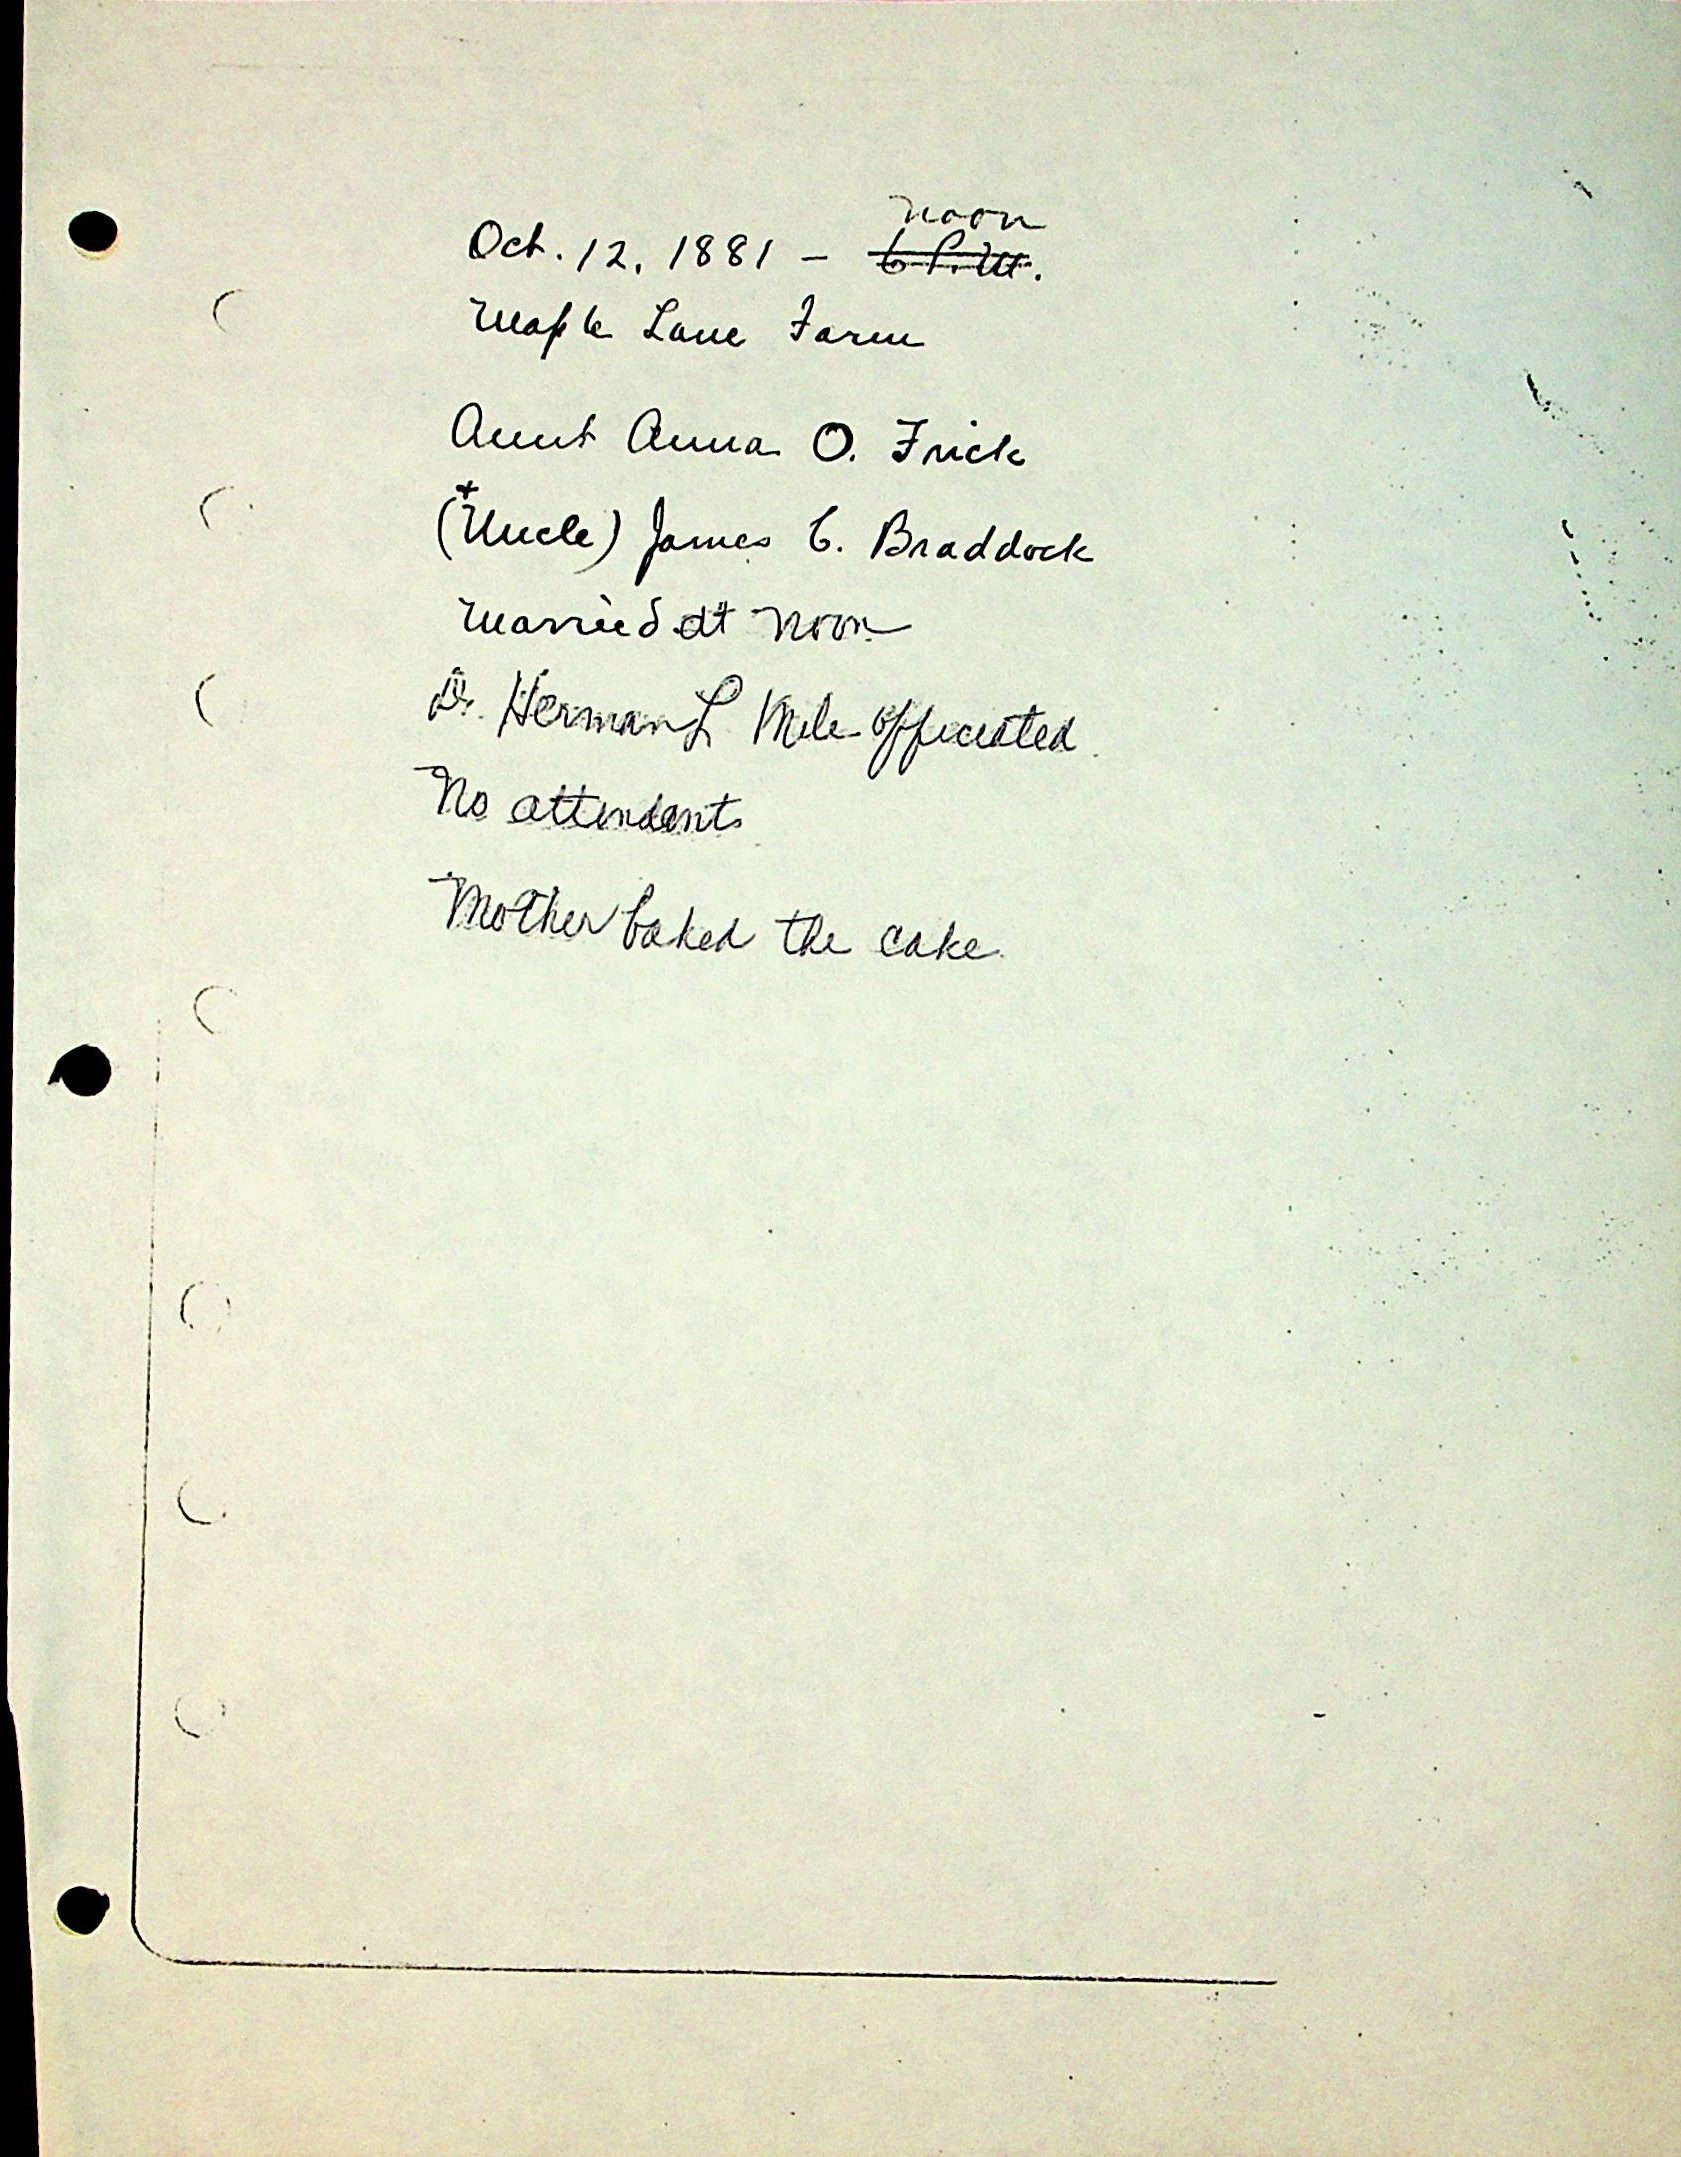 noon
Oct. 12, 1881 - 6 P.M.
Maple Lane Farm
Aunt Anna O. Frick
(+ Uncle) James C. Braddock
Married at noon
Dr. Herman L officiated
No attendants
Mother baked the cake.